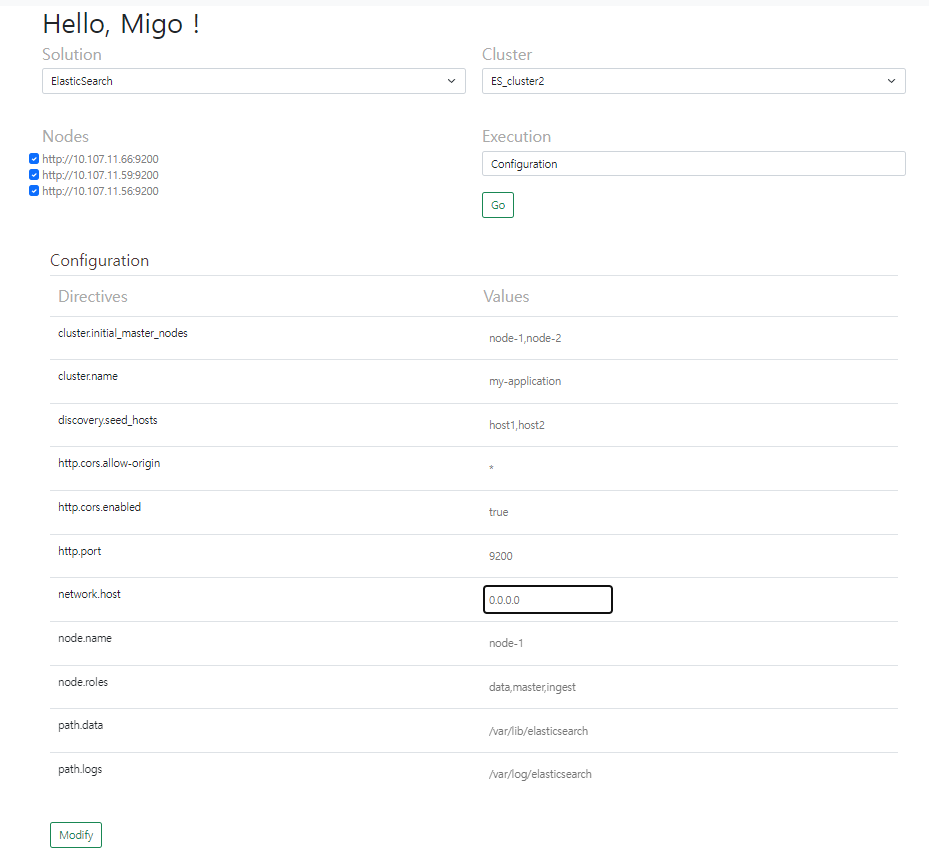 Hello, Migo !
Solution
Cluster
ElasticSearch
ES_cluster2
Nodes
Execution
http://10.107.11.66:9200
http://10.107.11.59:9200
http://10.107.11.56:9200
Configuration
Go
Configuration
Directives Values
cluster.initial_master_nodes node-1,node-2
cluster.name my-application
discovery.seed_hosts host1,host2
http.cors.allow-origin *
http.cors.enabled true
http.port 9200
network.host 0.0.0.0
node.name node-1
node.roles data,master,ingest
path.data /var/lib/elasticsearch
path.logs /var/log/elasticsearch
Modify